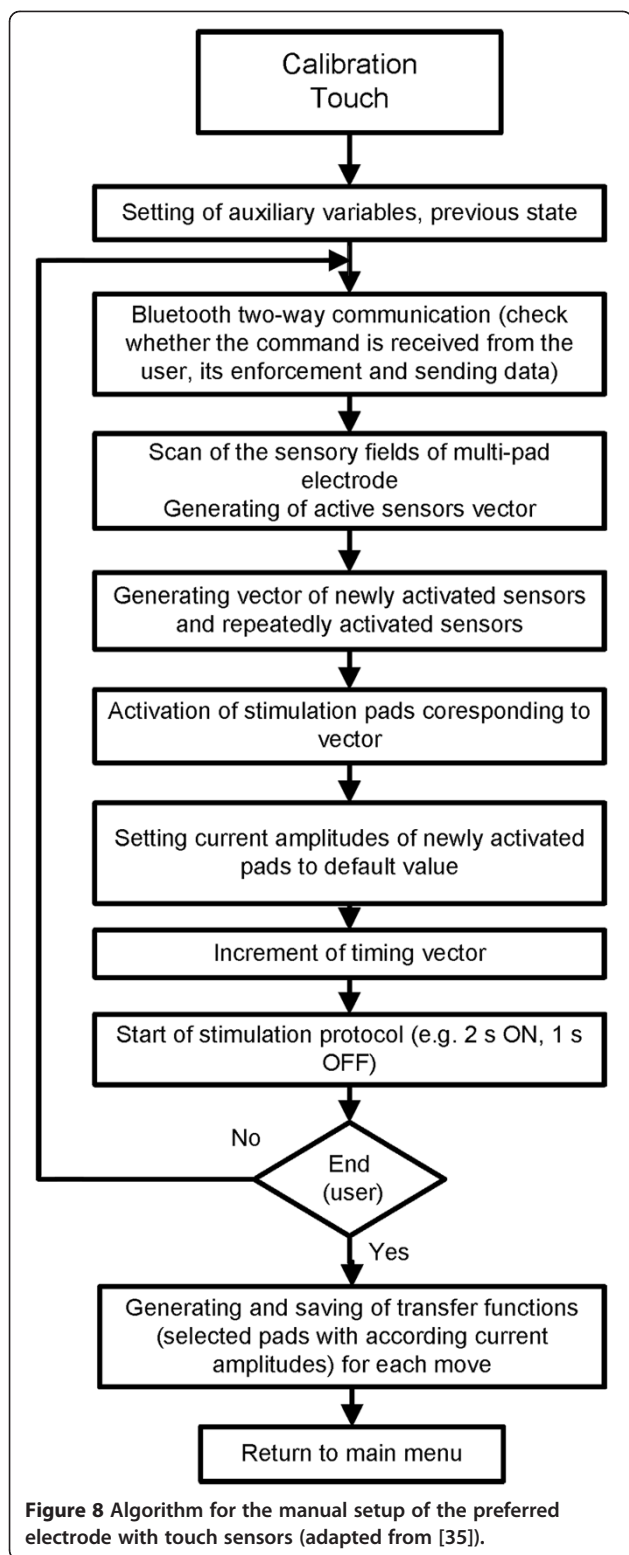 Calibration
Touch
Setting of auxiliary variables, previous state
Bluetooth two-way communication (check
whether the command is received from the
user, its enforcement and sending data)
Scan of the sensory fields of multi-pad
electrode
Generating of active sensors vector
Generating vector of newly activated sensors
and repeatedly activated sensors
Activation of stimulation pads coresponding to
vector
Setting current amplitudes of newly activated
pads to default value
Increment of timing vector
Start of stimulation protocol (e.g. 2 s ON, 1 s
OFF)
No
End
(user)
Yes
Generating and saving of transfer functions
(selected pads with according current
amplitudes) for each move
Return to main menu
Figure 8 Algorithm for the manual setup of the preferred
electrode with touch sensors (adapted from [35]).